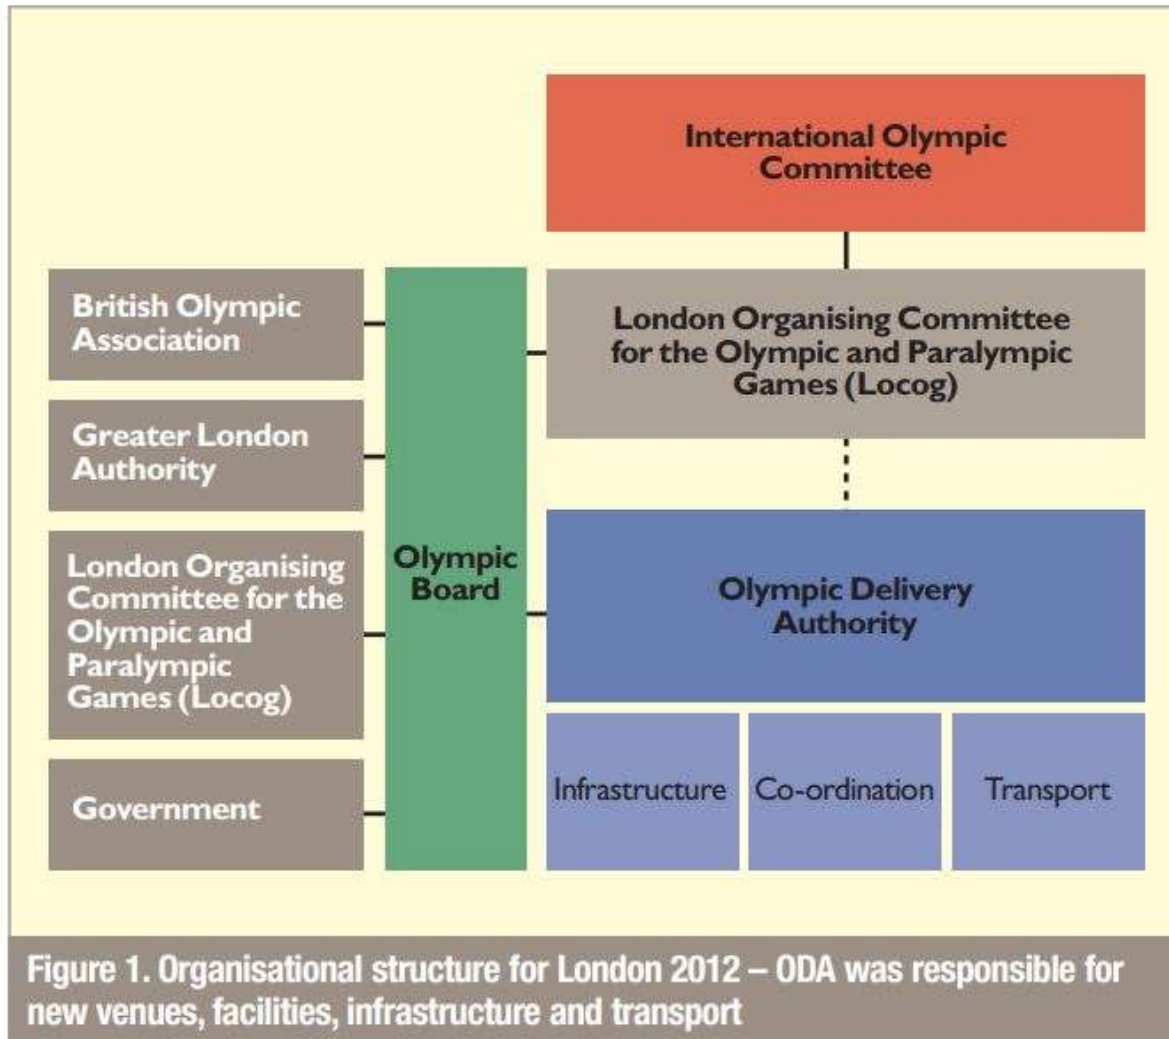 International Olympic
Committee
British Olympic
Association
Greater London
Authority
London Organising
Committee for the
Olympic and
Paralympic
Games (Locog)
Government
Olympic
Board
London Organising Committee
for the Olympic and Paralympic
Games (Locog)
Olympic Delivery
Authority
Infrastructure
Co-ordination
Transport
Figure 1. Organisational structure for London 2012 – ODA was responsible for
new venues, facilities, infrastructure and transport